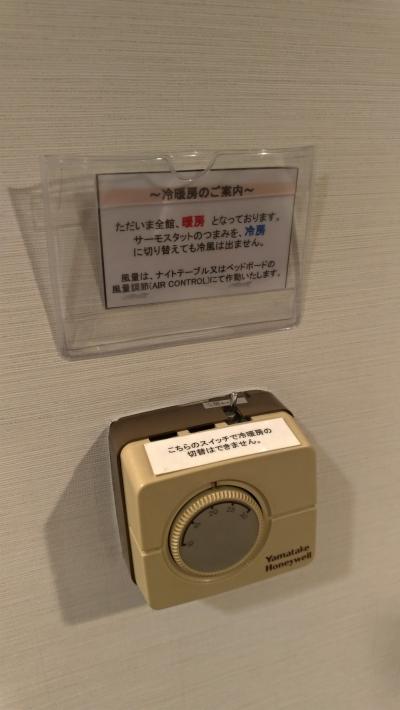 ～冷暖房のご案内～
ただいま全館、暖房 となっております。
サーモスタットのつまみを、冷房
に切り替えても冷風は出ません。
風量は、ナイトテーブル又はベッドボードの
風量調節(AIR CONTROL)にて作動いたします。
こちらのスイッチで冷暖房の
切替はできません。
10 15 20 25 30
Yamatake
Honeywell